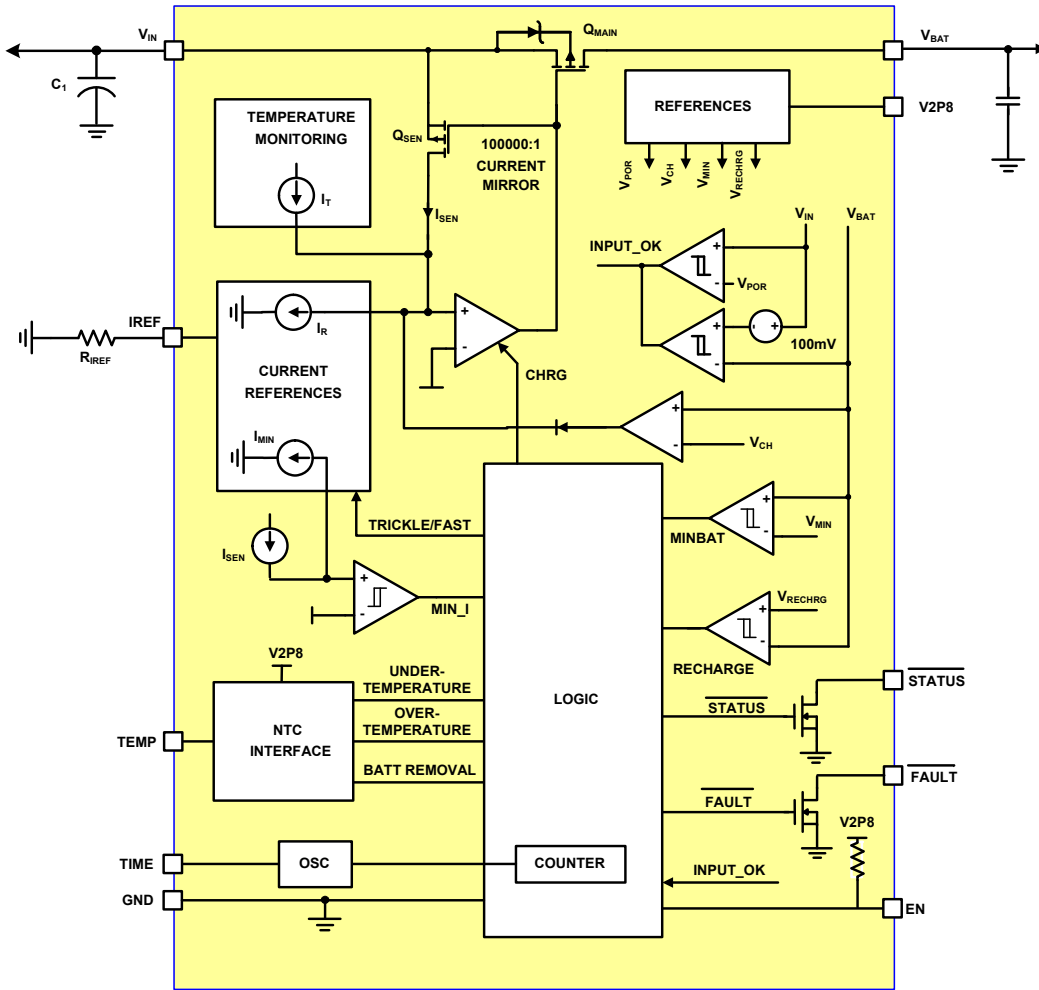 V_IN
Q_MAIN
V_BAT
C_1
TEMPERATURE
MONITORING
I_T
Q_SEN
100000:1
CURRENT
MIRROR
I_SEN
REFERENCES
V2P8
V_POR
V_CH
V_MIN
V_RECHRG
V_IN
V_BAT
INPUT_OK
+
-
V_POR
+
-
-
+
100mV
IREF
R_IREF
I_R
CURRENT
REFERENCES
I_MIN
+
-
CHRG
+
-
V_CH
TRICKLE/FAST
MINBAT
+
-
V_MIN
I_SEN
+
-
MIN_I
V_RECHRG
+
-
RECHARGE
V2P8
NTC
INTERFACE
TEMP
UNDER-
TEMPERATURE
OVER-
TEMPERATURE
BATT REMOVAL
LOGIC
STATUS
STATUS
FAULT
FAULT
V2P8
TIME
OSC
COUNTER
INPUT_OK
GND
EN